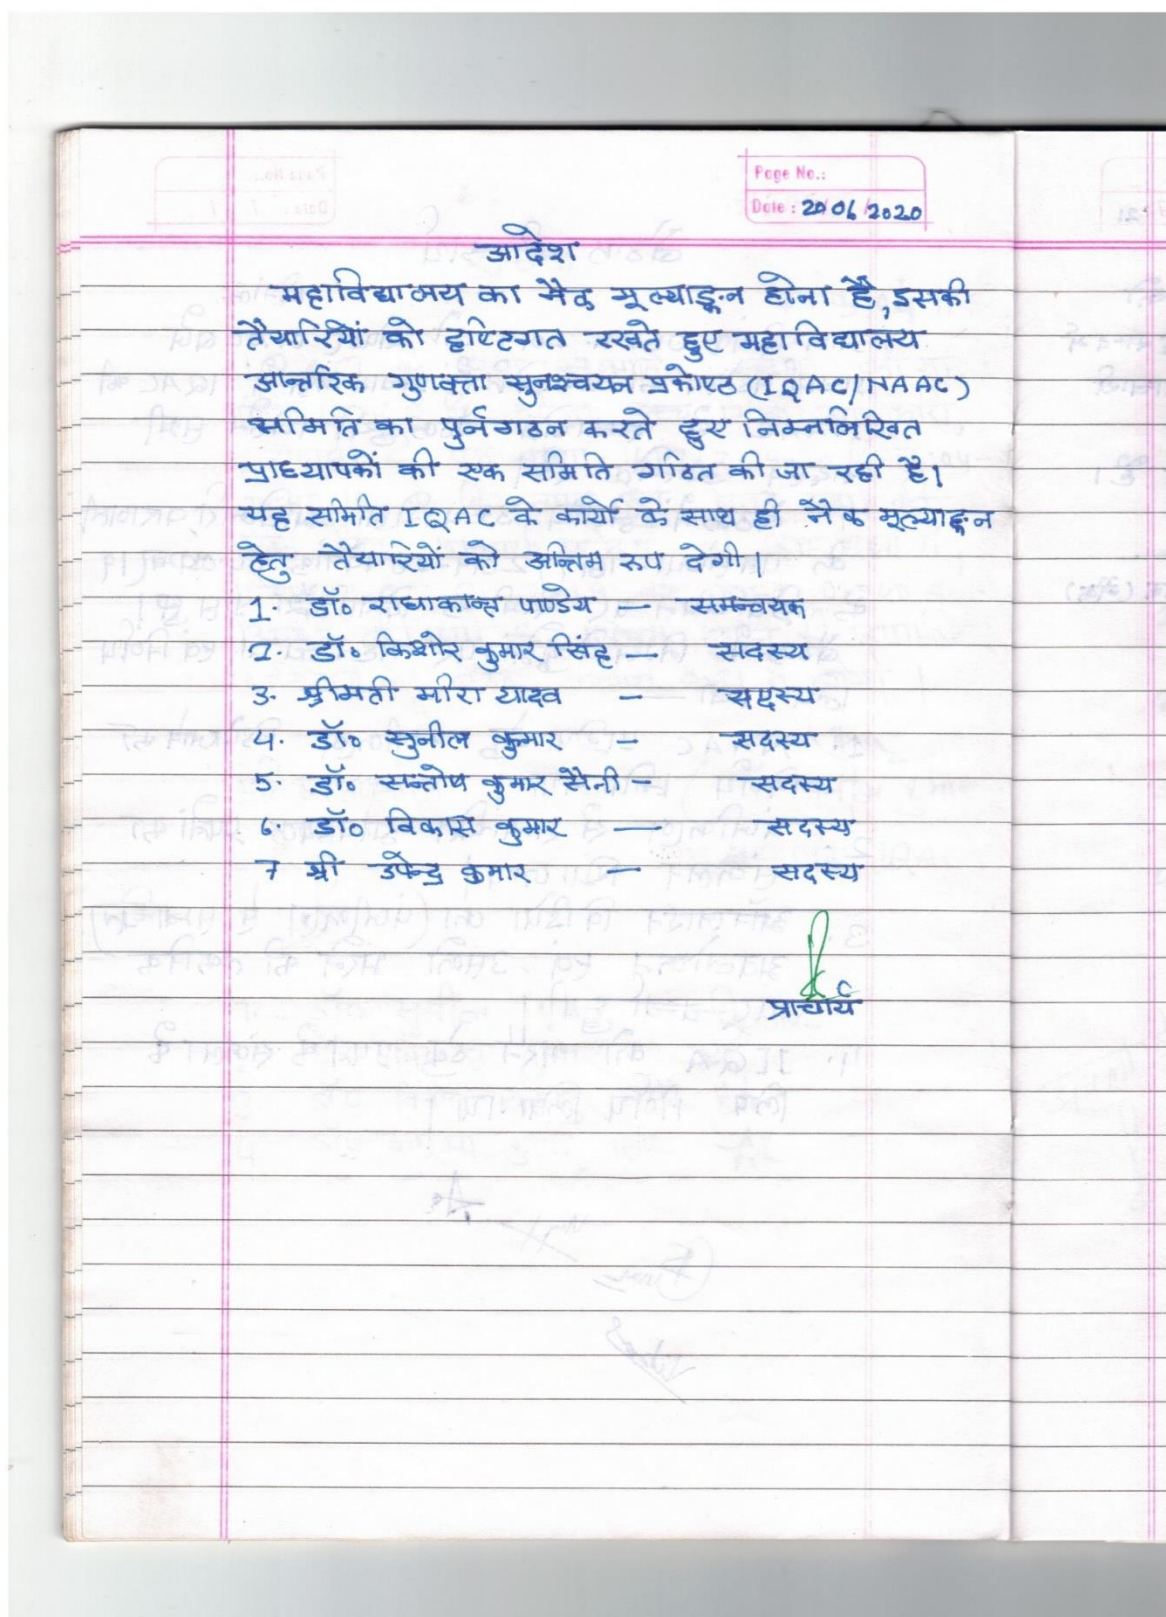 Page No.:
Date : 20/06/2020
आदेश
महाविद्यालय का नैक मूल्याङ्कन होना है, इसकी
तैयारियों को दृष्टिगत रखते हुए महाविद्यालय
आन्तरिक गुणवत्ता सुनश्चयन प्रकोष्ठ (IQAC/NAAC)
समिति का पुर्नगठन करते हुए निम्नलिखित
प्राध्यापकों की एक समिति गठित की जा रही है।
यह समिति IQAC के कार्यो के साथ ही नैक मूल्याङ्कन
हेतु तैयारियों को अन्तिम रूप देगी।
1. डॉ० राधाकान्त पाण्डेय — समन्वयक
2. डॉ० किशोर कुमार सिंह — सदस्य
3. श्रीमती मीरा यादव — सदस्य
4. डॉ० सुनील कुमार — सदस्य
5. डॉ० सन्तोष कुमार सैनी — सदस्य
6. डॉ० विकास कुमार — सदस्य
7 श्री उपेन्द्र कुमार — सदस्य
प्राचार्य